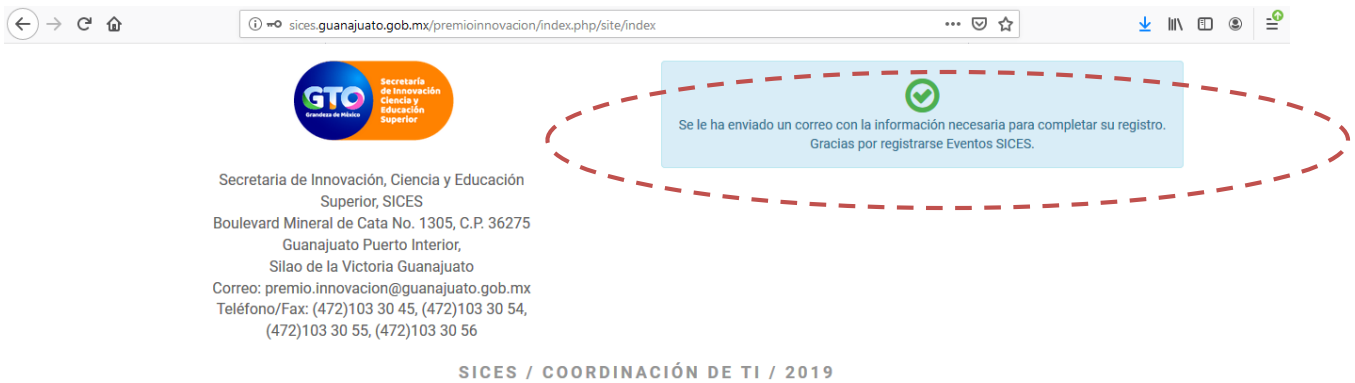 sices.guanajuato.gob.mx/premioinnovacion/index.php/site/index
GTO
Grandeza de México
Secretaría
de Innovación
Ciencia y
Educación
Superior
Se le ha enviado un correo con la información necesaria para completar su registro.
Gracias por registrarse Eventos SICES.
Secretaria de Innovación, Ciencia y Educación
Superior, SICES
Boulevard Mineral de Cata No. 1305, C.P. 36275
Guanajuato Puerto Interior,
Silao de la Victoria Guanajuato
Correo: premio.innovacion@guanajuato.gob.mx
Teléfono/Fax: (472)103 30 45, (472)103 30 54,
(472)103 30 55, (472)103 30 56
SICES / COORDINACIÓN DE TI / 2019